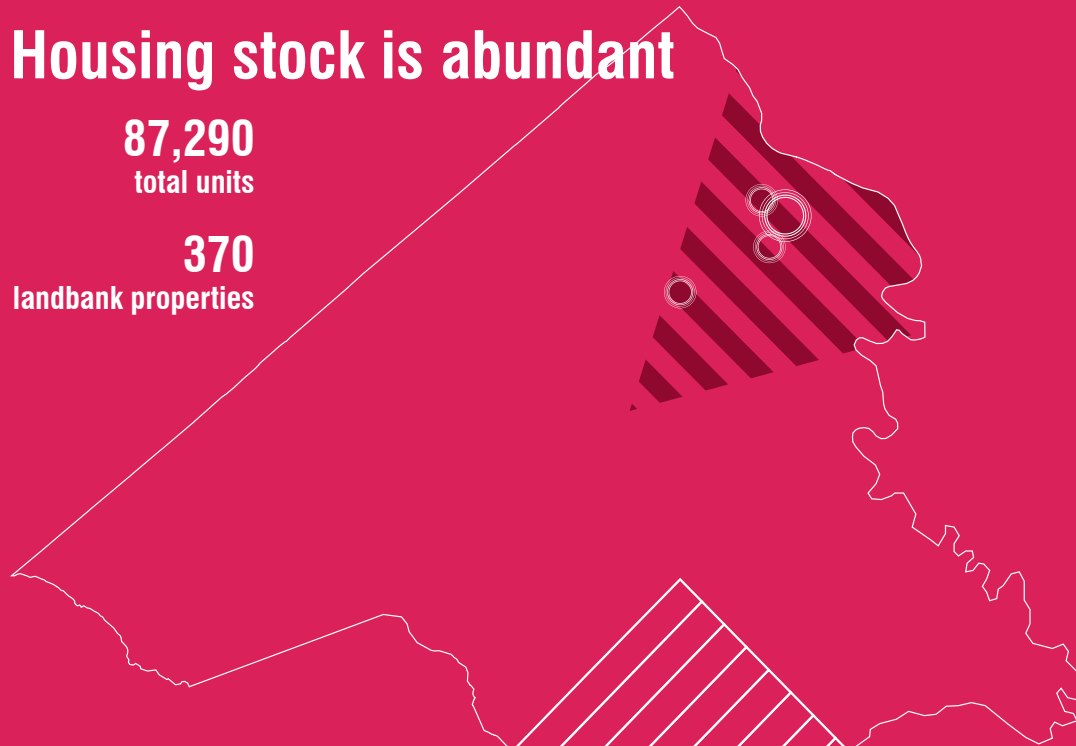 Housing stock is abundant
87,290
total units
370
landbank properties